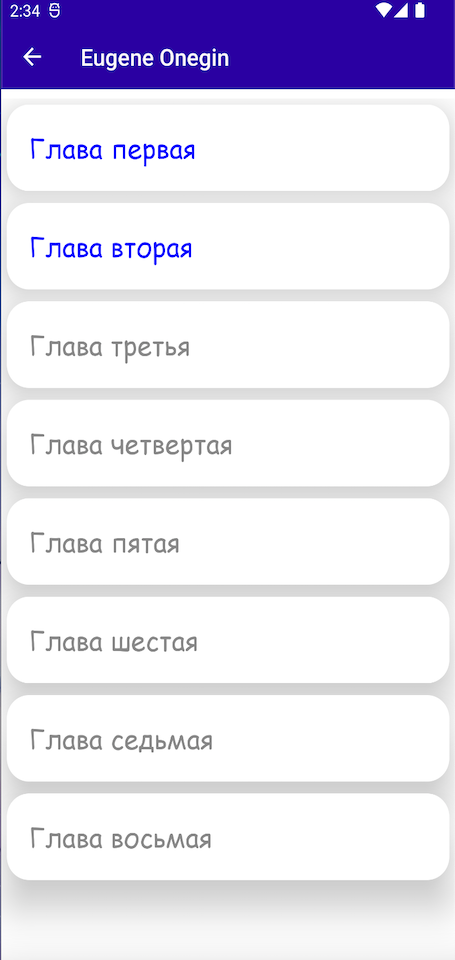 2:34
Eugene Onegin
Глава первая
Глава вторая
Глава третья
Глава четвертая
Глава пятая
Глава шестая
Глава седьмая
Глава восьмая